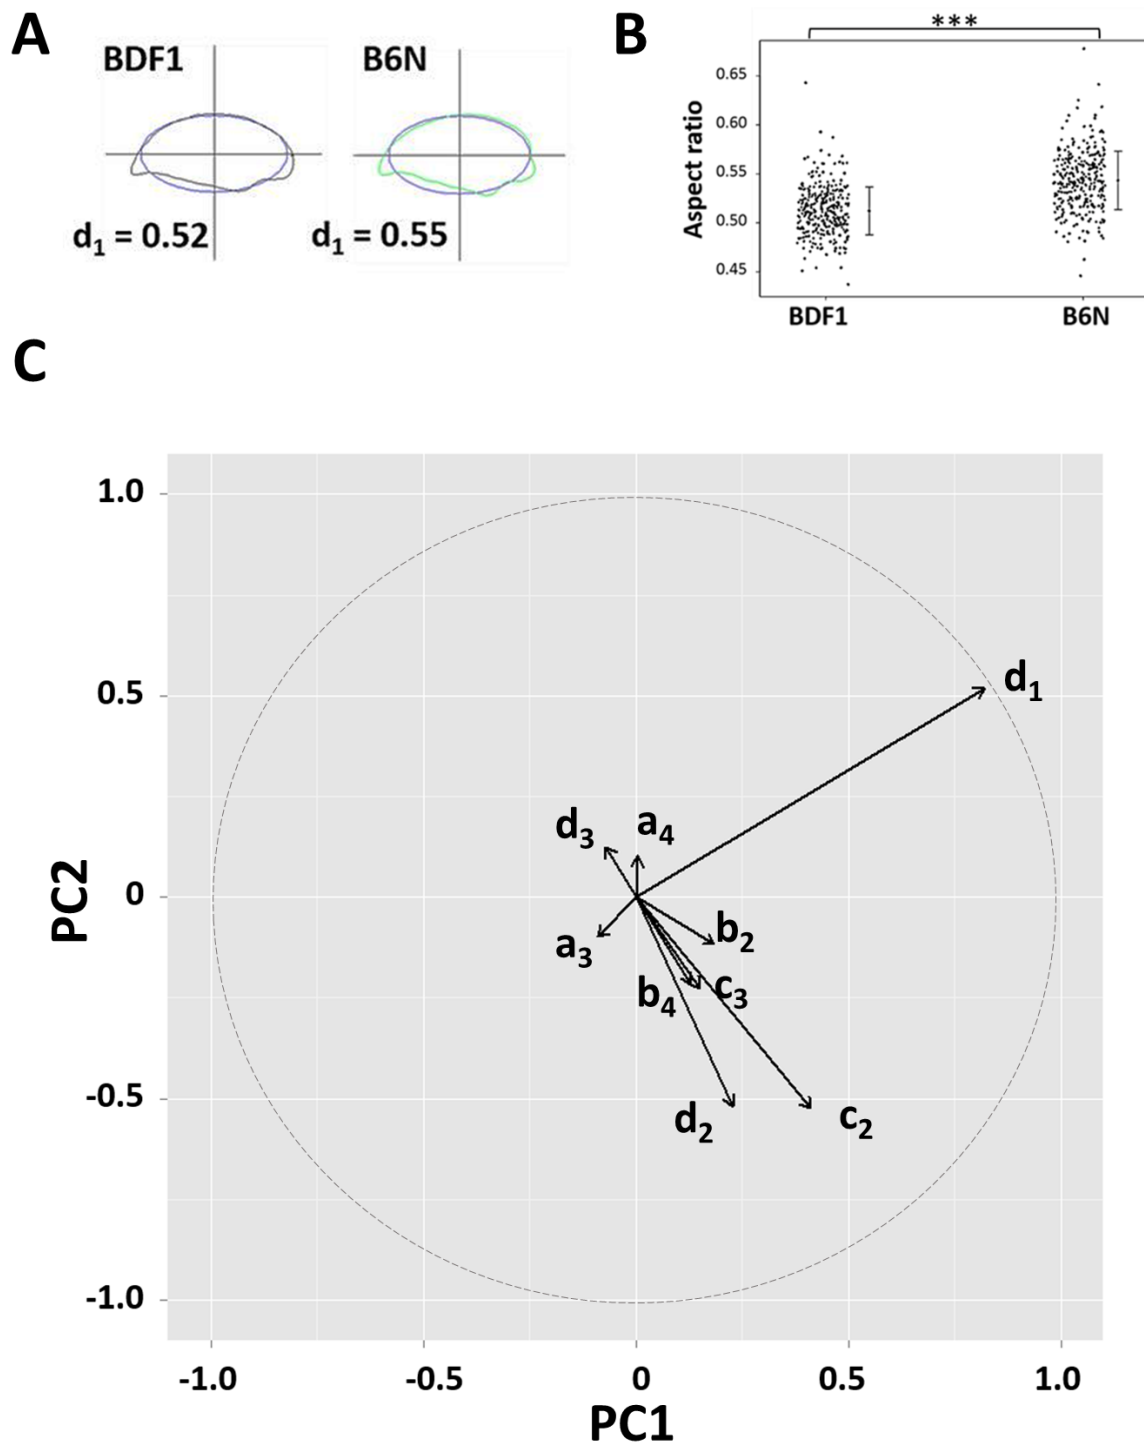 A
BDF1
B6N
d1 = 0.52
d1 = 0.55
B
***
Aspect ratio
0.65
0.60
0.55
0.50
0.45
BDF1
B6N
C
PC2
1.0
0.5
0
-0.5
-1.0
d1
d3
a4
a3
b2
b4
c3
d2
c2
-1.0
-0.5
0
0.5
1.0
PC1